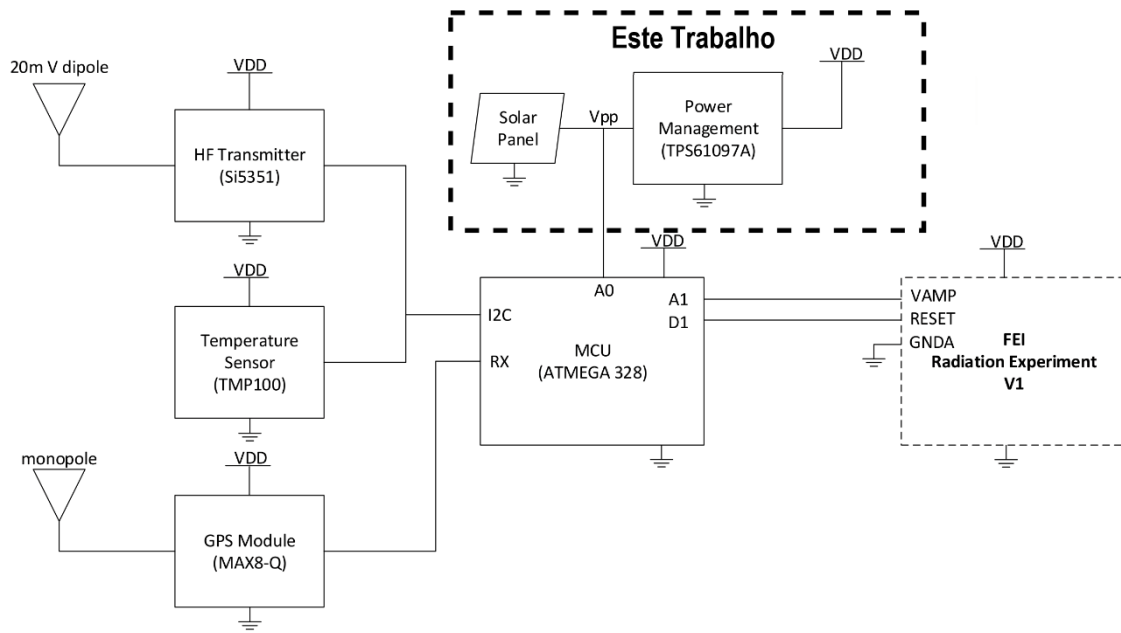 Este Trabalho
20m V dipole
VDD
HF Transmitter
(Si5351)
Solar
Panel
Vpp
Power
Management
(TPS61097A)
VDD
VDD
Temperature
Sensor
(TMP100)
VDD
A0
I2C
RX
A1
D1
MCU
(ATMEGA 328)
VDD
VAMP
RESET
GNDA
FEI
Radiation Experiment
V1
monopole
VDD
GPS Module
(MAX8-Q)